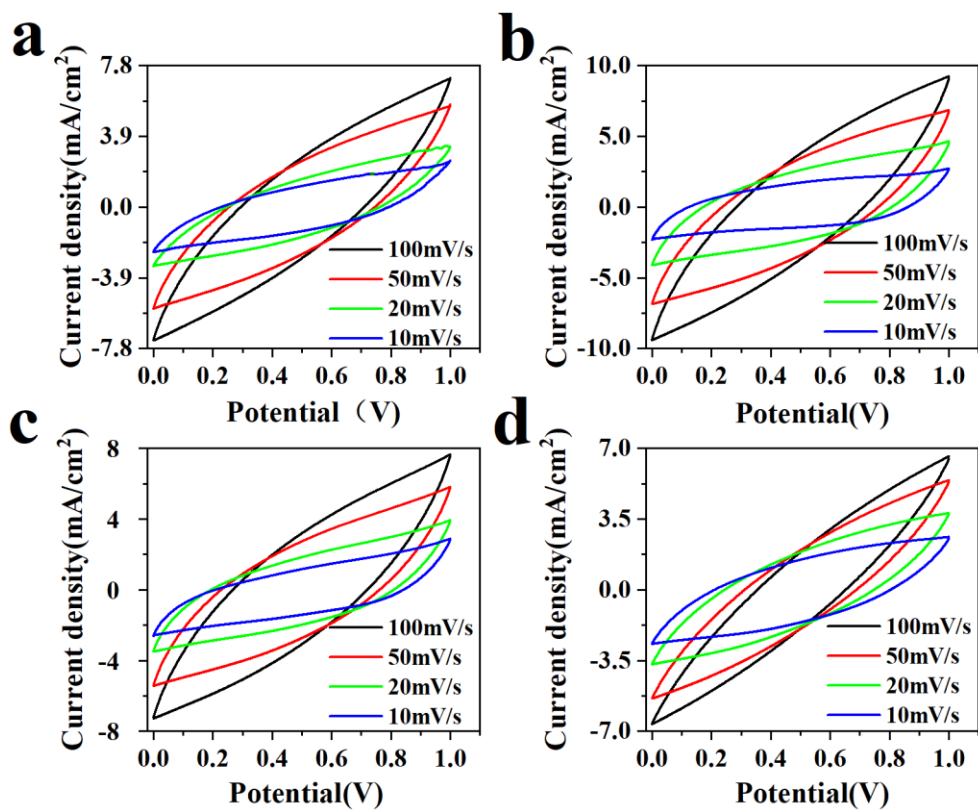 a
Current density(mA/cm²)
7.8
3.9
0.0
-3.9
-7.8
100mV/s
50mV/s
20mV/s
10mV/s
0.0 0.2 0.4 0.6 0.8 1.0
Potential（V)
b
Current density(mA/cm²)
10.0
5.0
0.0
-5.0
-10.0
100mV/s
50mV/s
20mV/s
10mV/s
0.0 0.2 0.4 0.6 0.8 1.0
Potential(V)
c
Current density(mA/cm²)
8
4
0
-4
-8
100mV/s
50mV/s
20mV/s
10mV/s
0.0 0.2 0.4 0.6 0.8 1.0
Potential(V)
d
Current density(mA/cm²)
7.0
3.5
0.0
-3.5
-7.0
100mV/s
50mV/s
20mV/s
10mV/s
0.0 0.2 0.4 0.6 0.8 1.0
Potential(V)